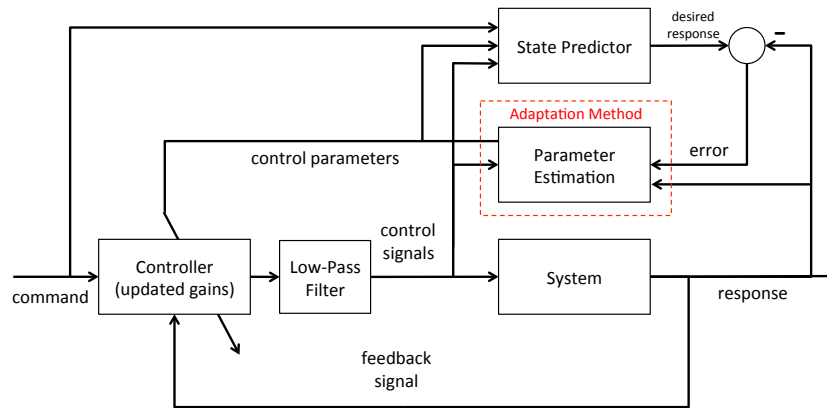 State Predictor
desired
response
–
Adaptation Method
Parameter
Estimation
error
control parameters
control
signals
Controller
(updated gains)
Low-Pass
Filter
System
command
response
feedback
signal